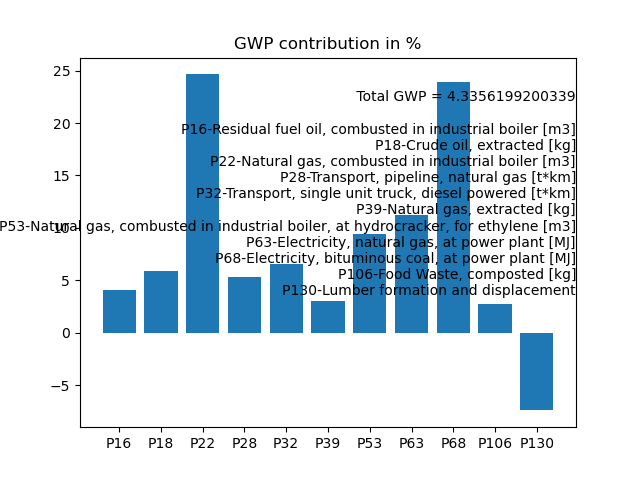 GWP contribution in %
25
20
15
10
5
0
−5
Total GWP = 4.3356199200339
P16-Residual fuel oil, combusted in industrial boiler [m3]
P18-Crude oil, extracted [kg]
P22-Natural gas, combusted in industrial boiler [m3]
P28-Transport, pipeline, natural gas [t*km]
P32-Transport, single unit truck, diesel powered [t*km]
P39-Natural gas, extracted [kg]
P53-Natural gas, combusted in industrial boiler, at hydrocracker, for ethylene [m3]
P63-Electricity, natural gas, at power plant [MJ]
P68-Electricity, bituminous coal, at power plant [MJ]
P106-Food Waste, composted [kg]
P130-Lumber formation and displacement
P16 P18 P22 P28 P32 P39 P53 P63 P68 P106 P130